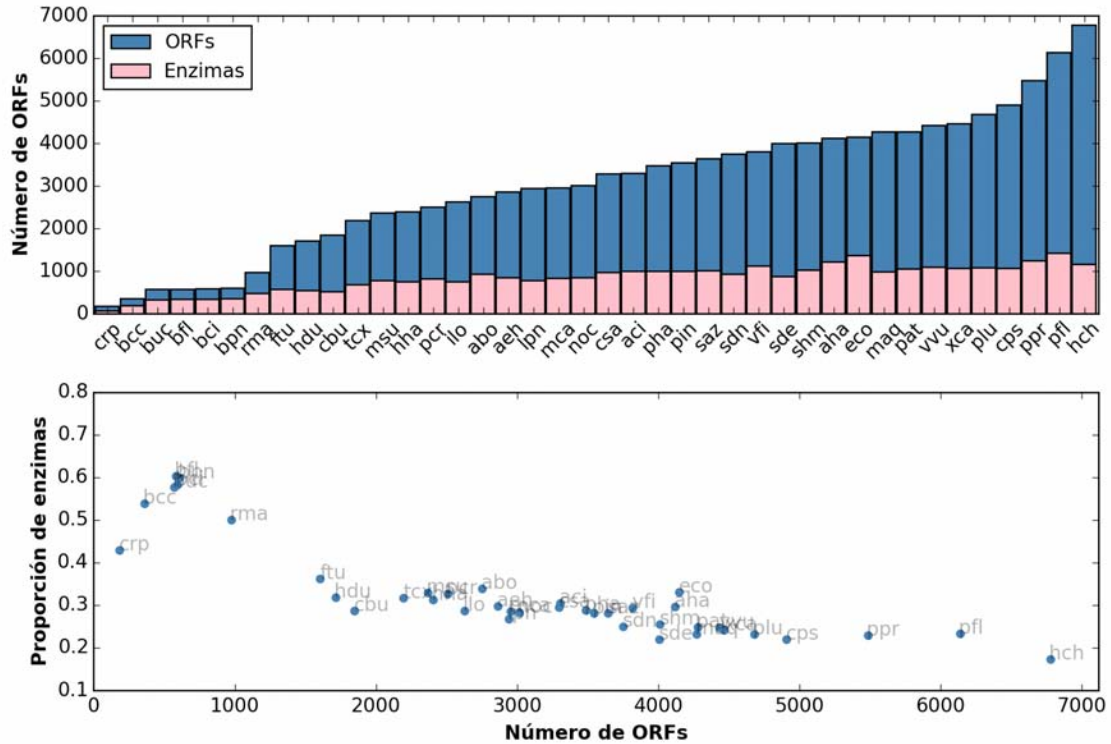 7000
6000
5000
4000
3000
2000
1000
0
Número de ORFs
ORFs
Enzimas
crp bcc buc bfl bci bpn rma ftu hdu cbu tcx msu hha pcr ilo abo aeh lpn mca noc csa aci pha pin saz sdn vfi sde shm aha eco maq pat vvu xca plu cps ppr pfl hch
0.8
0.7
0.6
0.5
0.4
0.3
0.2
0.1
Proporción de enzimas
bcc
crp
rma
ftu
hdu
cbu
tcx
ilo
abo
aeh
aci
sdn
vfi
eco
aha
shm
sde
plu
cps
ppr
pfl
hch
0 1000 2000 3000 4000 5000 6000 7000
Número de ORFs